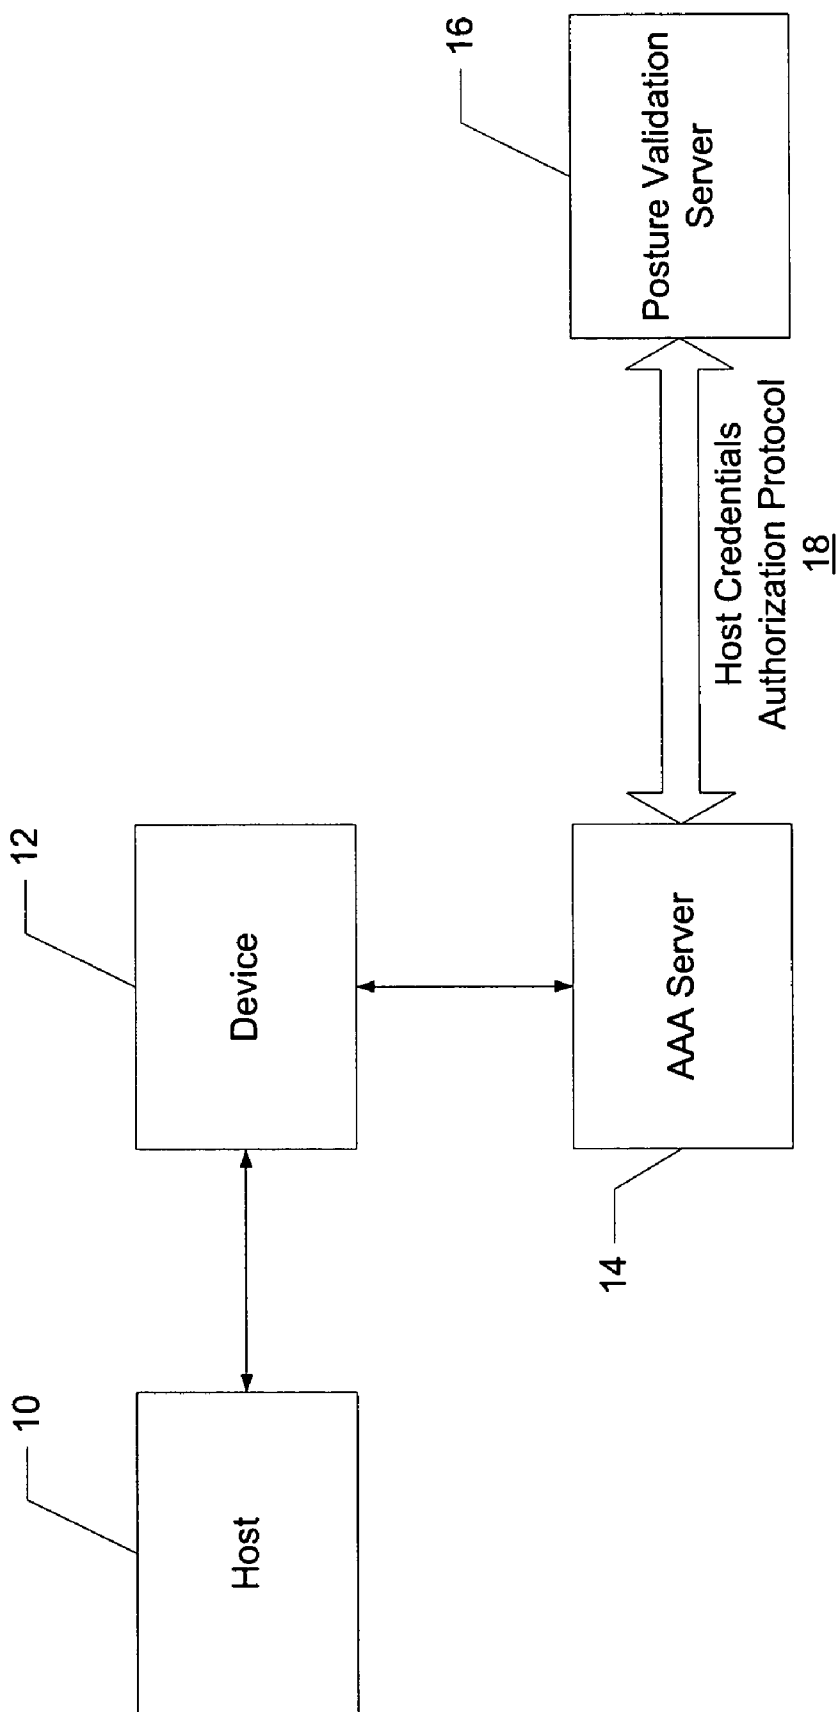 10
Host
12
Device
14
AAA Server
16
Posture Validation
Server
Host Credentials
Authorization Protocol
18